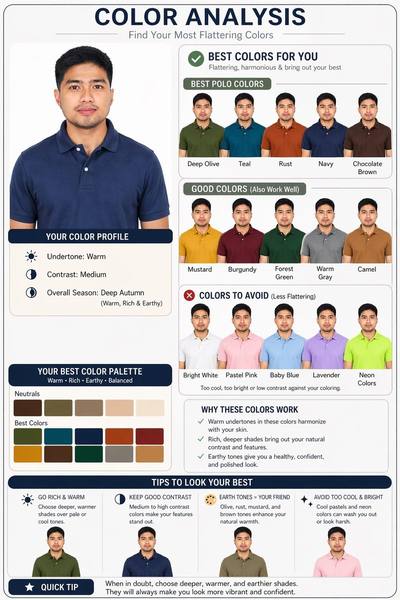 COLOR ANALYSIS
Find Your Most Flattering Colors
YOUR COLOR PROFILE
Undertone: Warm
Contrast: Medium
Overall Season: Deep Autumn
(Warm, Rich & Earthy)
YOUR BEST COLOR PALETTE
Warm • Rich • Earthy • Balanced
Neutrals
Best Colors
BEST COLORS FOR YOU
Flattering, harmonious & bring out your best
BEST POLO COLORS
Deep Olive
Teal
Rust
Navy
Chocolate
Brown
GOOD COLORS (Also Work Well)
Mustard
Burgundy
Forest
Green
Warm
Gray
Camel
COLORS TO AVOID (Less Flattering)
Bright White
Pastel Pink
Baby Blue
Lavender
Neon
Colors
Too cool, too bright or low contrast against your coloring.
WHY THESE COLORS WORK
Warm undertones in these colors harmonize
with your skin.
Rich, deeper shades bring out your natural
contrast and features.
Earthy tones give you a healthy, confident,
and polished look.
TIPS TO LOOK YOUR BEST
GO RICH & WARM
Choose deeper, warmer
shades over pale or
cool tones.
KEEP GOOD CONTRAST
Medium to high contrast
colors make your features
stand out.
EARTH TONES = YOUR FRIEND
Olive, rust, mustard, and
brown tones enhance your
natural warmth.
AVOID TOO COOL & BRIGHT
Cool pastels and neon
colors can wash you out
or look harsh.
QUICK TIP
When in doubt, choose deeper, warmer, and earthier shades.
They will always make you look more vibrant and confident.